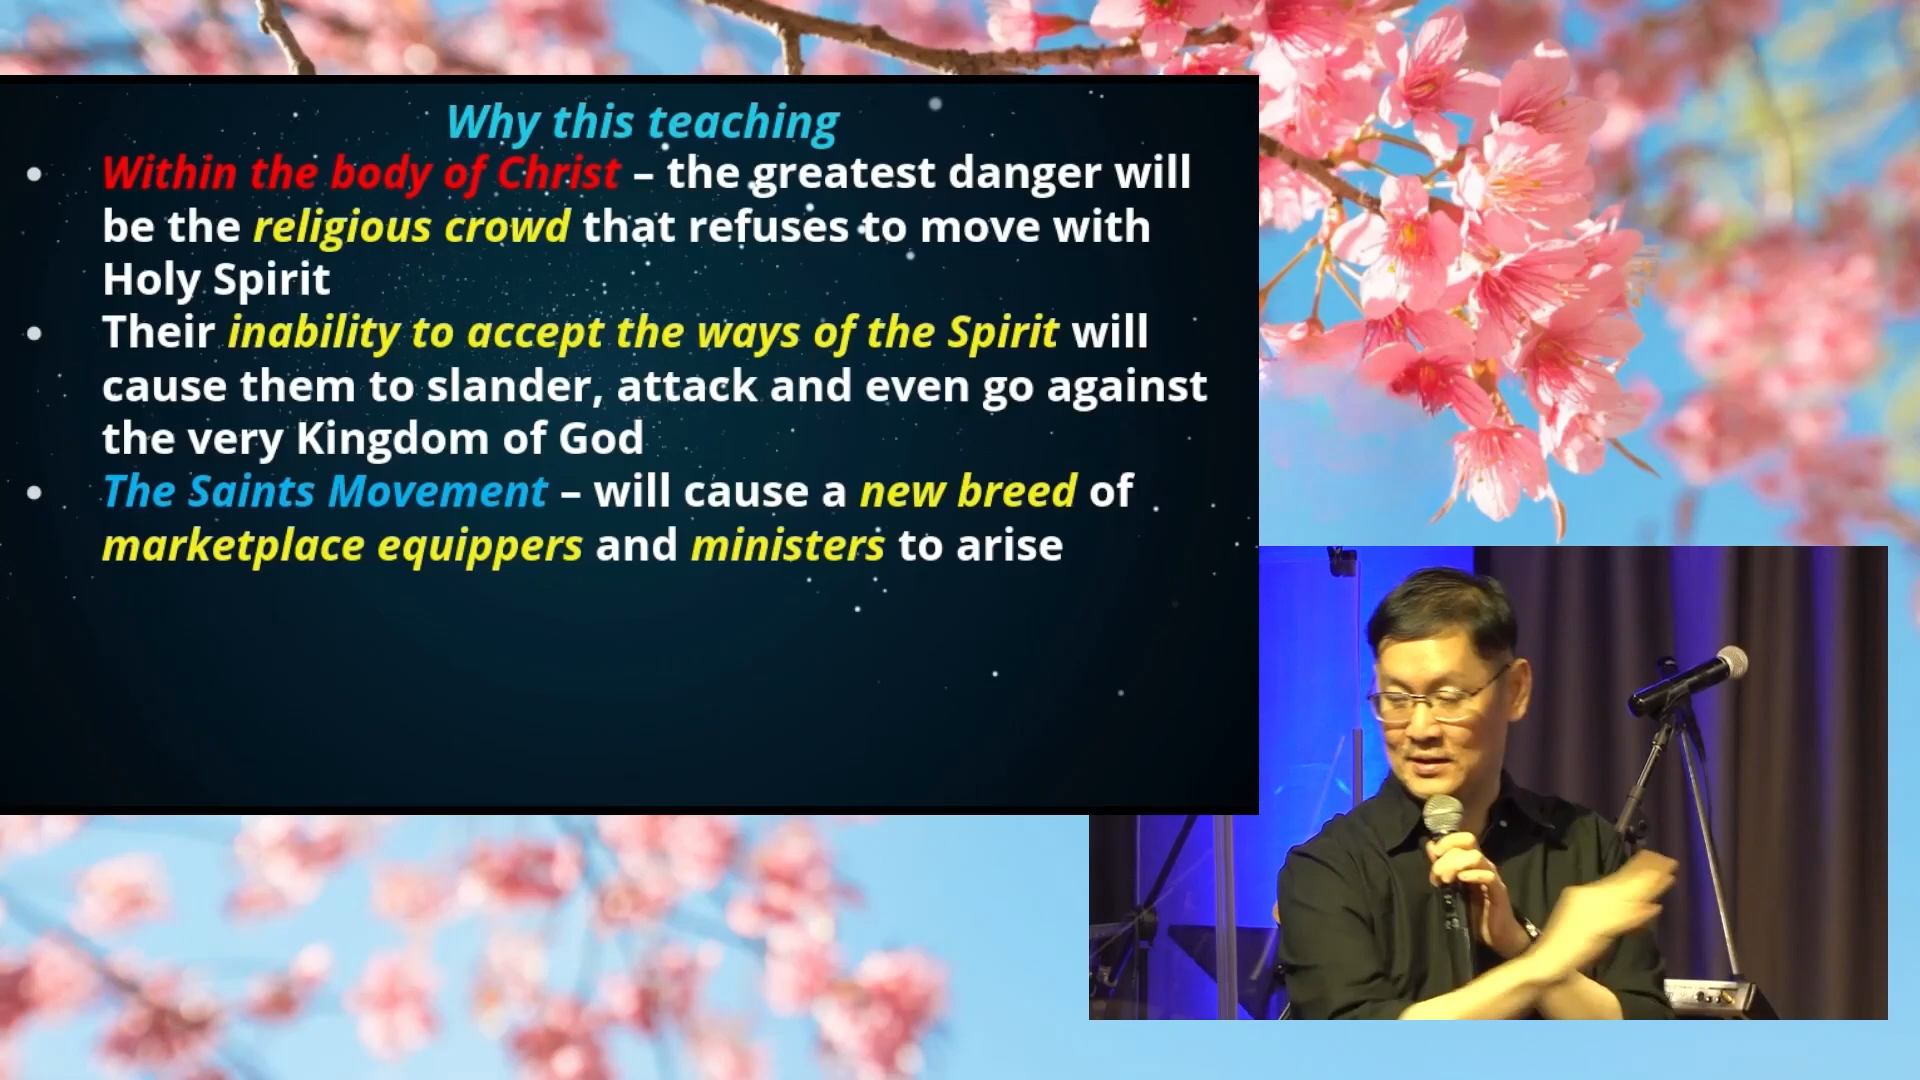 Why this teaching
• Within the body of Christ – the greatest danger will
be the religious crowd that refuses to move with
Holy Spirit
• Their inability to accept the ways of the Spirit will
cause them to slander, attack and even go against
the very Kingdom of God
• The Saints Movement – will cause a new breed of
marketplace equippers and ministers to arise